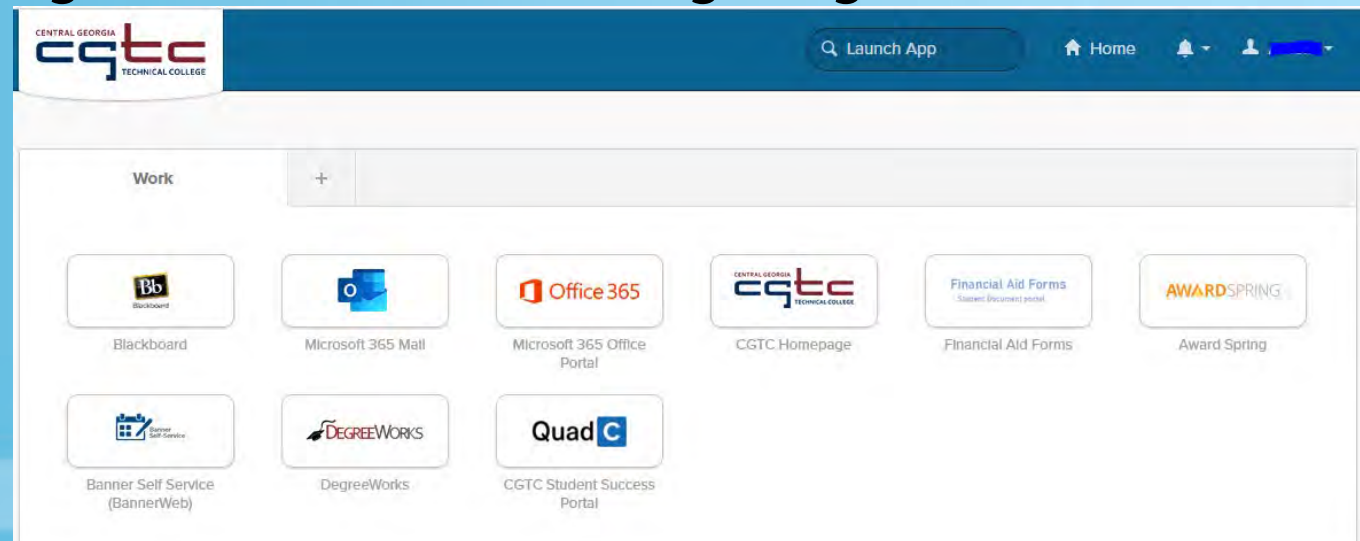 CENTRAL GEORGIA
cgtc
TECHNICAL COLLEGE
Launch App
Home
Work
+
Bb
Blackboard
Office 365
CENTRAL GEORGIA
cgtc
TECHNICAL COLLEGE
Financial Aid Forms
Student Document portal
AWARDSPRING
Blackboard
Microsoft 365 Mail
Microsoft 365 Office
Portal
CGTC Homepage
Financial Aid Forms
Award Spring
Banner
Self-Service
DEGREEWORKS
Quad C
Banner Self Service
(BannerWeb)
DegreeWorks
CGTC Student Success
Portal